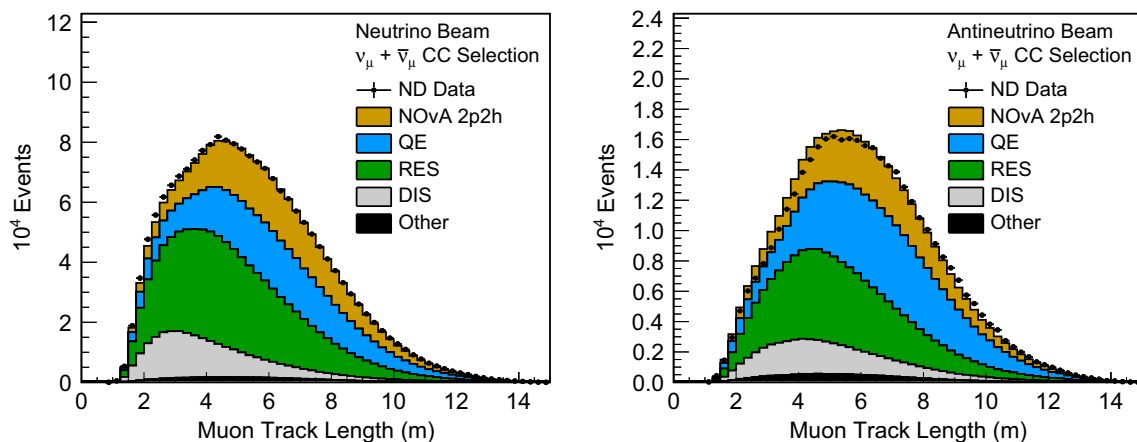 12
10
8
6
4
2
0
10⁴ Events
0 2 4 6 8 10 12 14
Muon Track Length (m)
Neutrino Beam
νμ + ν̅μ CC Selection
ND Data
NOvA 2p2h
QE
RES
DIS
Other
2.4
2.2
2.0
1.8
1.6
1.4
1.2
1.0
0.8
0.6
0.4
0.2
0.0
10⁴ Events
0 2 4 6 8 10 12 14
Muon Track Length (m)
Antineutrino Beam
νμ + ν̅μ CC Selection
ND Data
NOvA 2p2h
QE
RES
DIS
Other